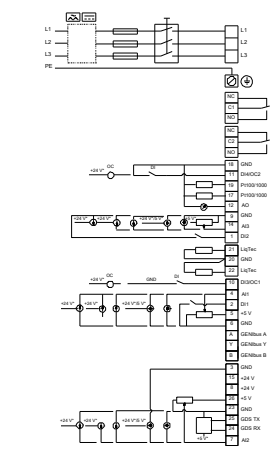 L1
L2
L3
PE
L1
L2
L3
NC
C1
NO
NC
C2
NO
18 GND
OC DI 11 DI4/OC2
+24 V*
19 Pt100/1000
17 Pt100/1000
12 AO
9 GND
+24 V* +24 V* +24 V*/5 V* 14 AI3
1 DI2
21 LiqTec
20 GND
22 LiqTec
+24 V* OC GND DI 10 DI3/OC1
4 AI1
+24 V* +24 V* +24 V*/5 V* 2 DI1
5 +5 V
6 GND
A GENIbus A
Y GENIbus Y
B GENIbus B
3 GND
15 +24 V
8 +24 V
26 +5 V
23 GND
+24 V* +24 V* +24 V*/5 V* 25 GDS TX
24 GDS RX
+5 V* 7 AI2